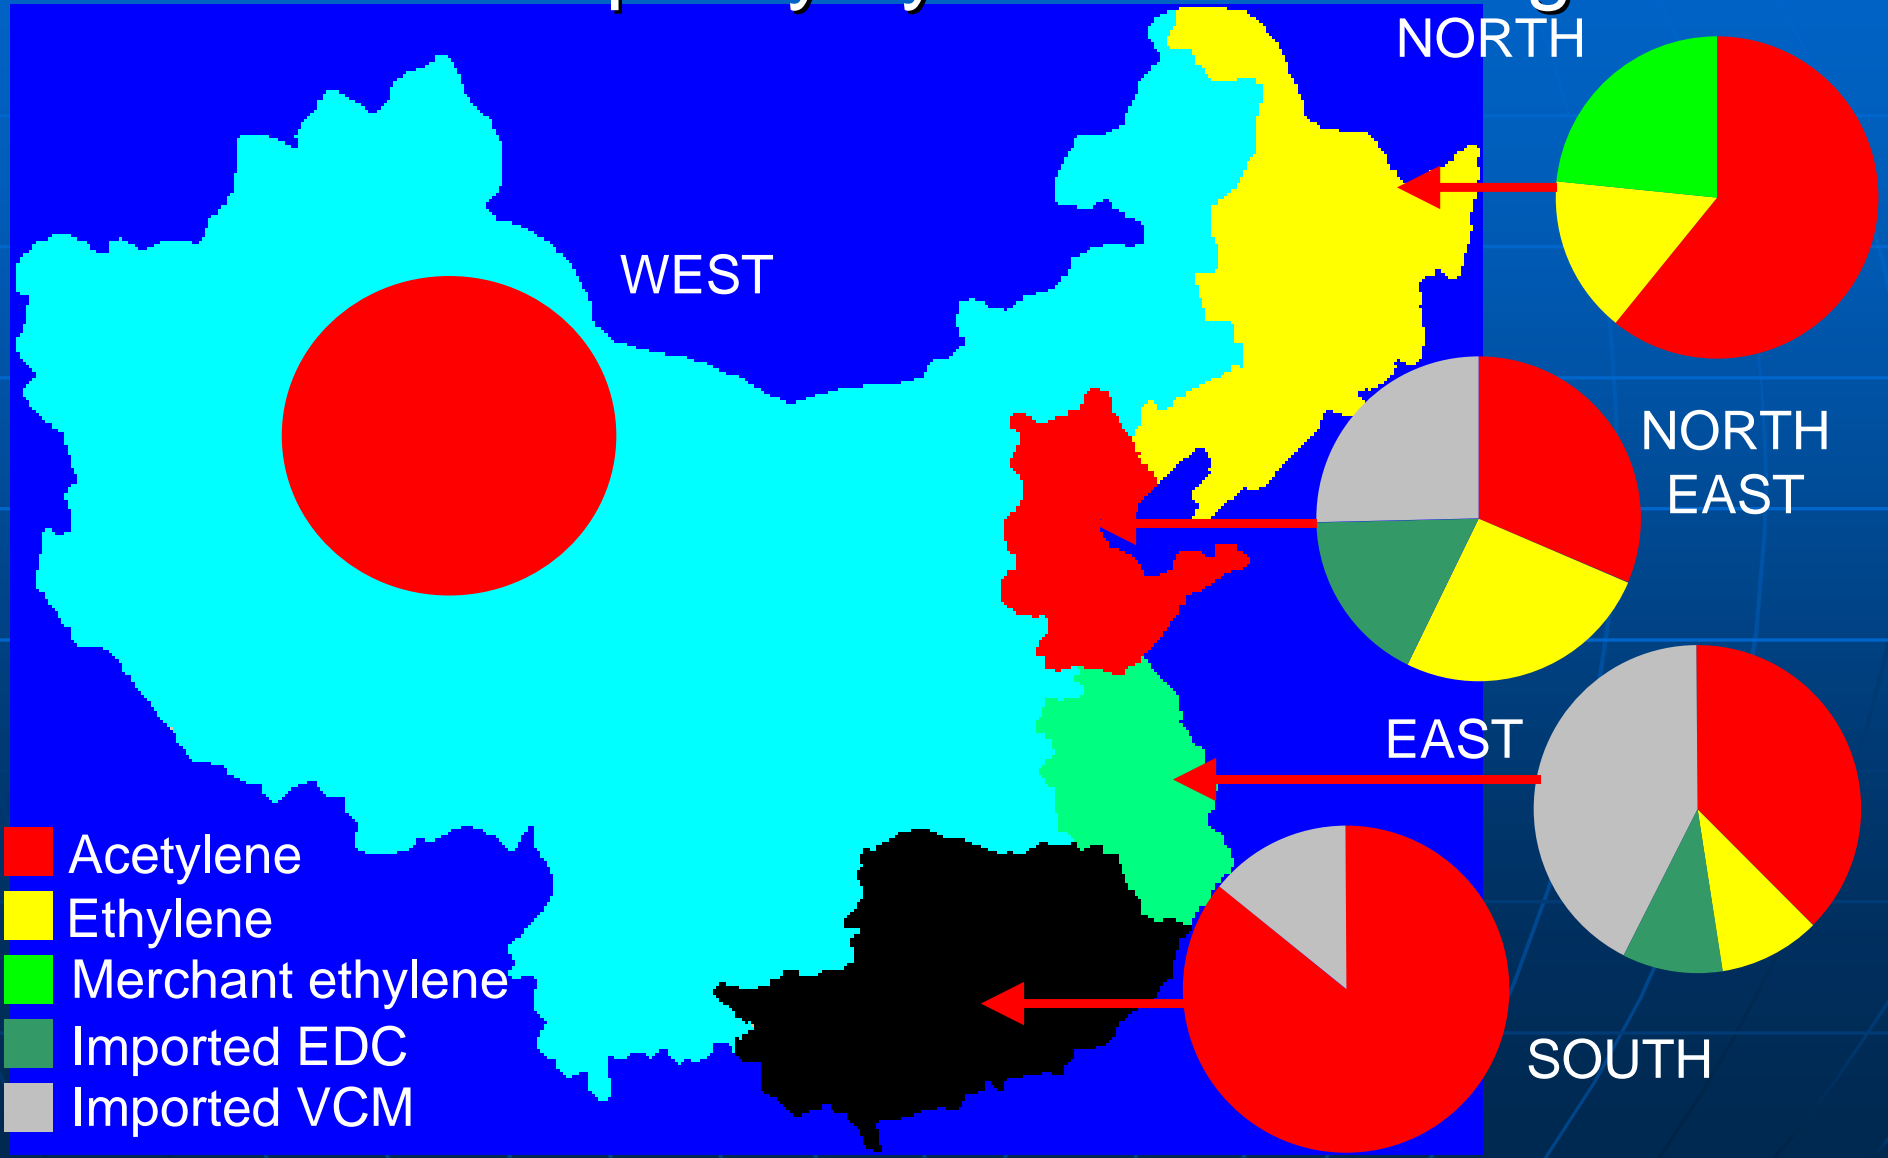 NORTH
WEST
NORTH
EAST
EAST
SOUTH
Acetylene
Ethylene
Merchant ethylene
Imported EDC
Imported VCM